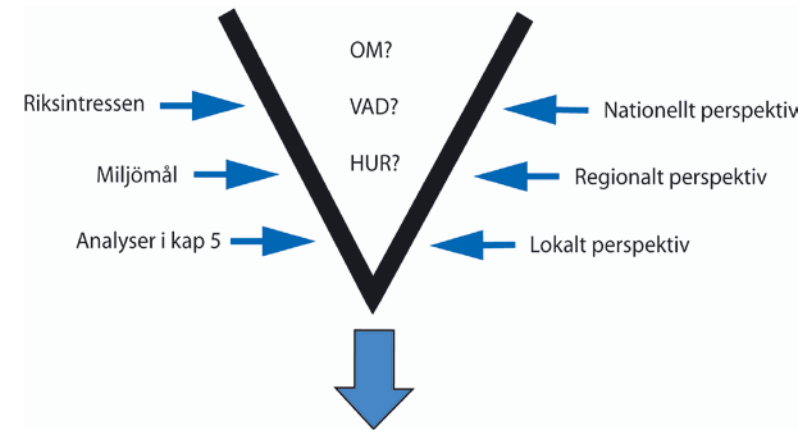 OM?
Riksintressen
VAD?
Nationellt perspektiv
Miljömål
HUR?
Regionalt perspektiv
Analyser i kap 5
Lokalt perspektiv